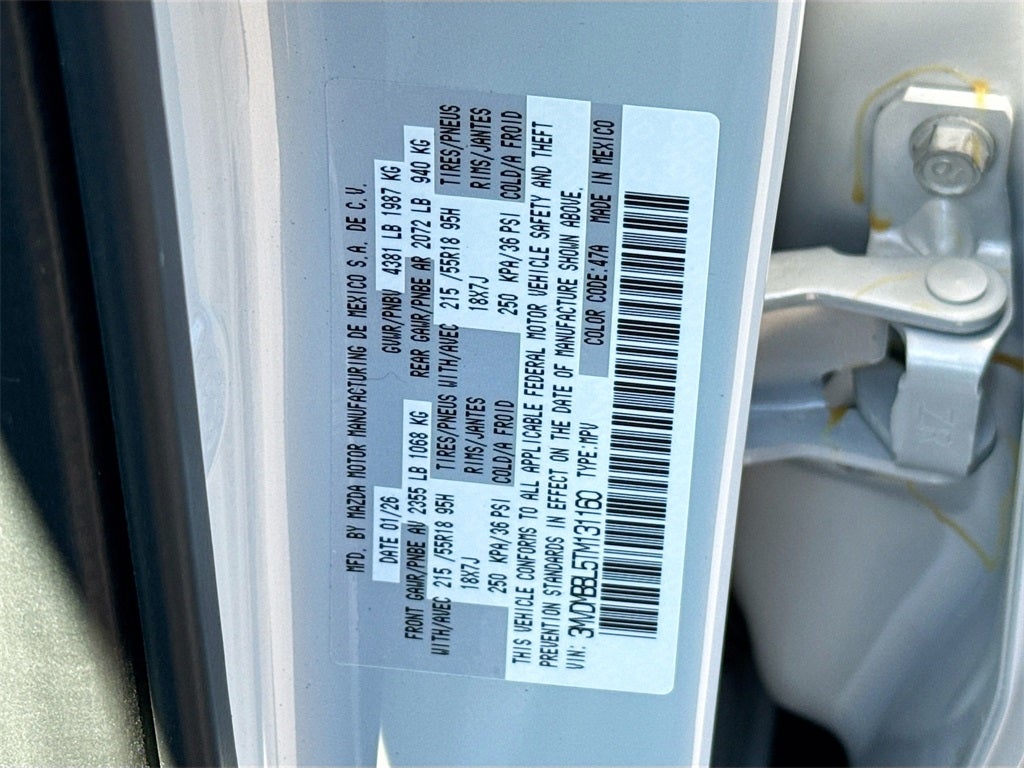 MFD. BY MAZDA MOTOR MANUFACTURING DE MEXICO S.A. DE C.V.
DATE 01/26 GVWR/PNBV 4381 LB 1987 KG
FRONT GAWR/PNBE AV 2355 LB 1068 KG REAR GAWR/PNBE AR 2072 LB 940 KG
WITH/AVEC 215 /55R18 95H TIRES/PNEUS WITH/AVEC 215 /55R18 95H TIRES/PNEUS
18X7J RIMS/JANTES 18X7J RIMS/JANTES
250 KPA/36 PSI COLD/A FROID 250 KPA/36 PSI COLD/A FROID
THIS VEHICLE CONFORMS TO ALL APPLICABLE FEDERAL MOTOR VEHICLE SAFETY AND THEFT
PREVENTION STANDARDS IN EFFECT ON THE DATE OF MANUFACTURE SHOWN ABOVE.
VIN: 3MVDMBBL5TM131160 TYPE:MPV COLOR CODE:47A MADE IN MEXICO